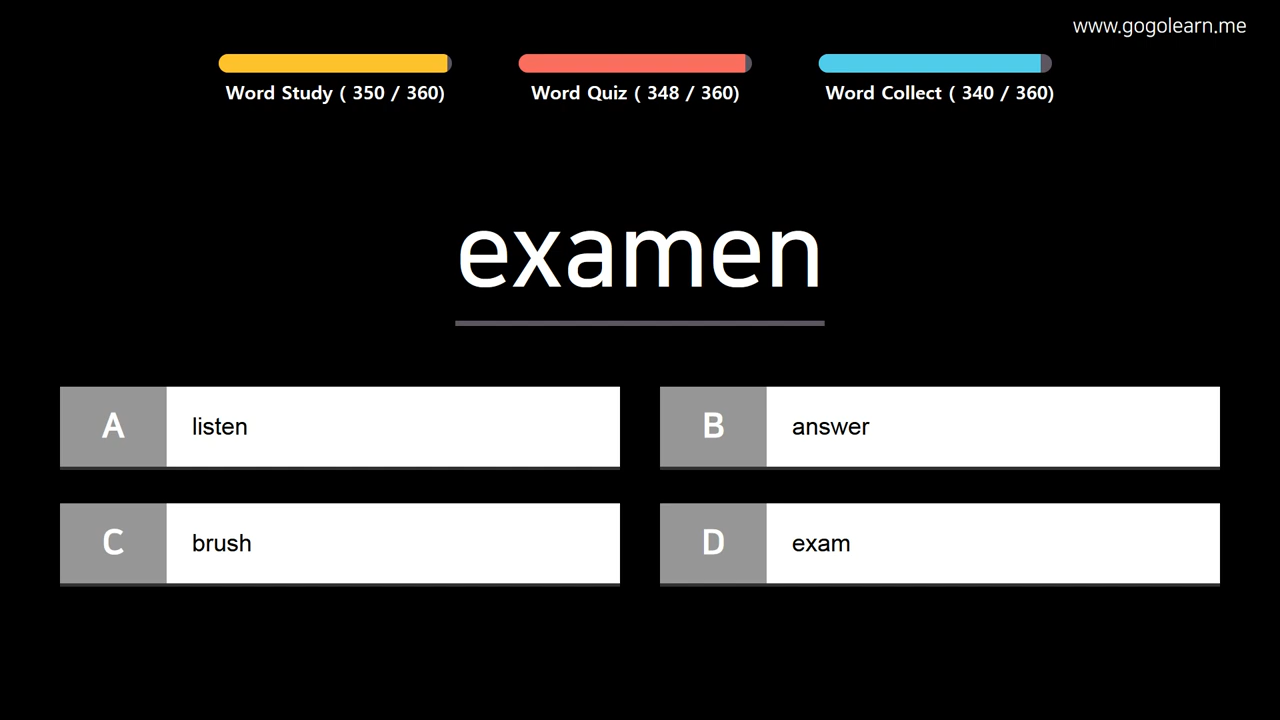 www.gogolearn.me
Word Study ( 350 / 360)
Word Quiz ( 348 / 360)
Word Collect ( 340 / 360)
examen
A listen
B answer
C brush
D exam